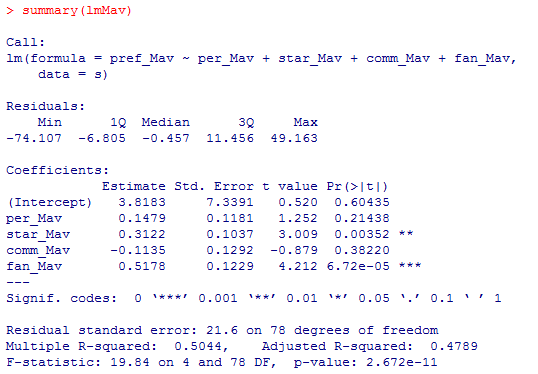 > summary(lmMav)
Call:
lm(formula = pref_Mav ~ per_Mav + star_Mav + comm_Mav + fan_Mav,
    data = s)
Residuals:
    Min      1Q  Median      3Q     Max
-74.107  -6.805  -0.457  11.456  49.163
Coefficients:
            Estimate Std. Error t value Pr(>|t|)
(Intercept)   3.8183     7.3391   0.520  0.60435
per_Mav       0.1479     0.1181   1.252  0.21438
star_Mav      0.3122     0.1037   3.009  0.00352 **
comm_Mav     -0.1135     0.1292  -0.879  0.38220
fan_Mav       0.5178     0.1229   4.212 6.72e-05 ***
---
Signif. codes:  0 ‘***’ 0.001 ‘**’ 0.01 ‘*’ 0.05 ‘.’ 0.1 ‘ ’ 1
Residual standard error: 21.6 on 78 degrees of freedom
Multiple R-squared:  0.5044,    Adjusted R-squared:  0.4789
F-statistic: 19.84 on 4 and 78 DF,  p-value: 2.672e-11